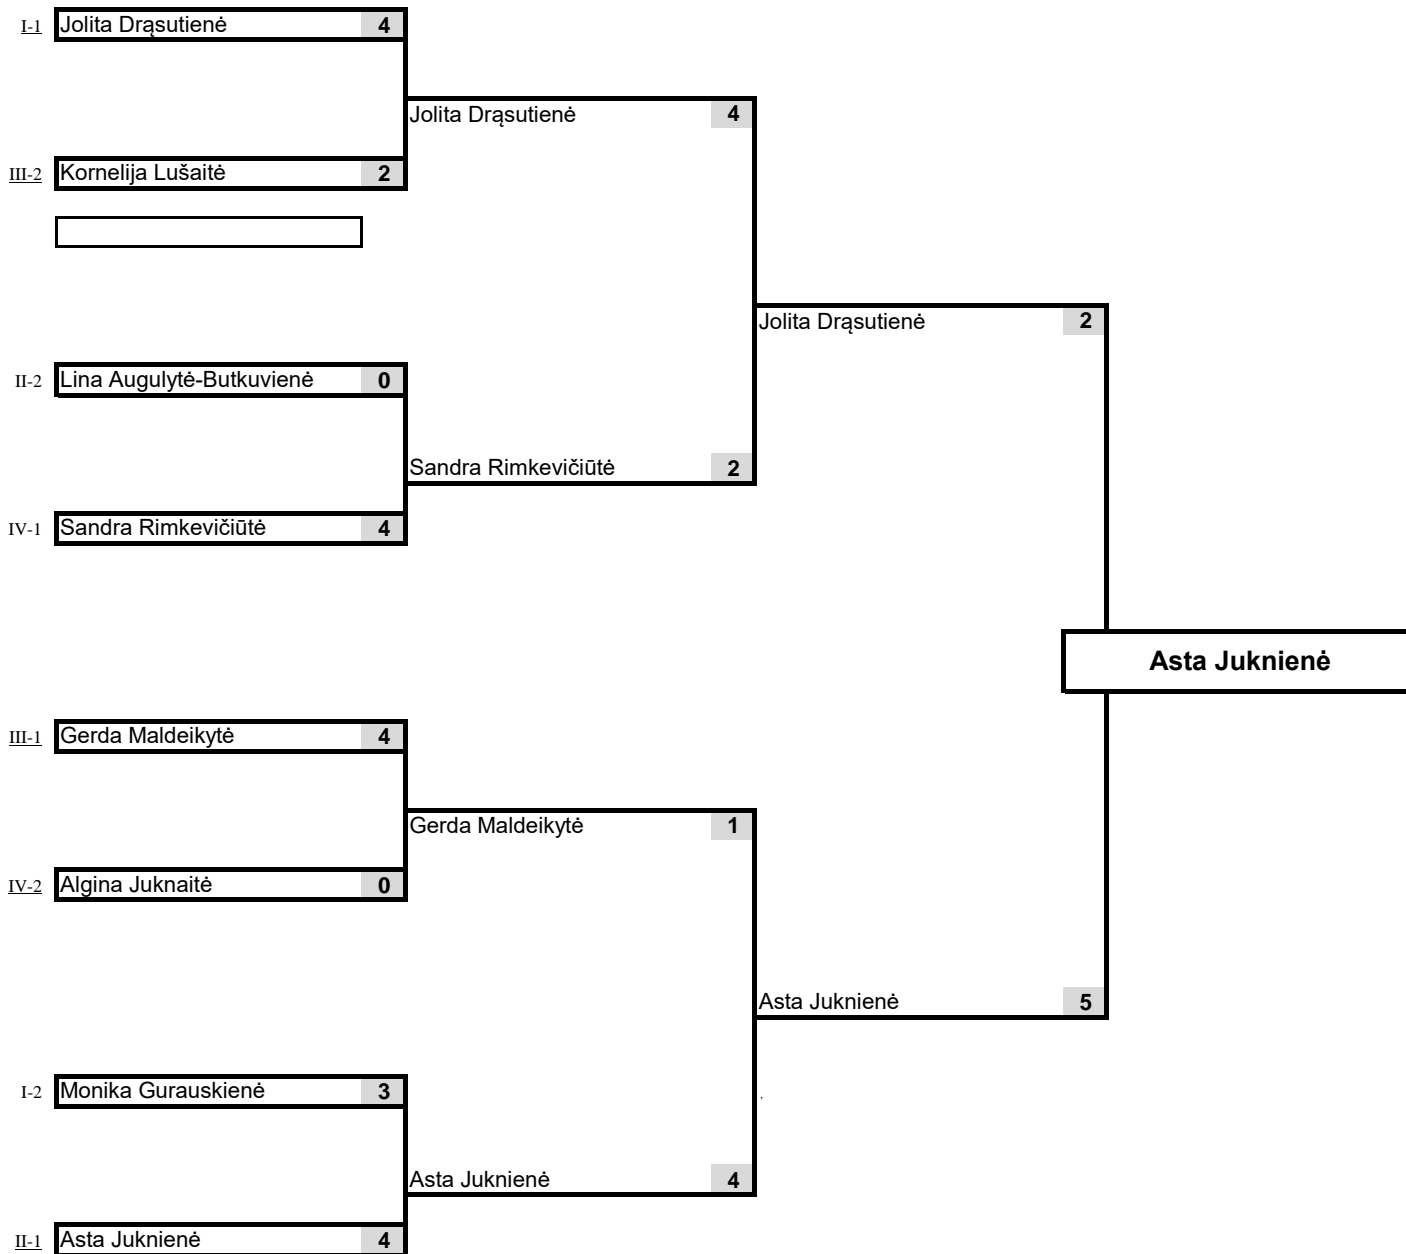 I-1 Jolita Drąsutienė 4
Jolita Drąsutienė 4
III-2 Kornelija Lušaitė 2
Jolita Drąsutienė 2
II-2 Lina Augulytė-Butkuvienė 0
Sandra Rimkevičiūtė 2
IV-1 Sandra Rimkevičiūtė 4
Asta Juknienė
III-1 Gerda Maldeikytė 4
Gerda Maldeikytė 1
IV-2 Algina Juknaitė 0
Asta Juknienė 5
I-2 Monika Gurauskienė 3
,
Asta Juknienė 4
II-1 Asta Juknienė 4